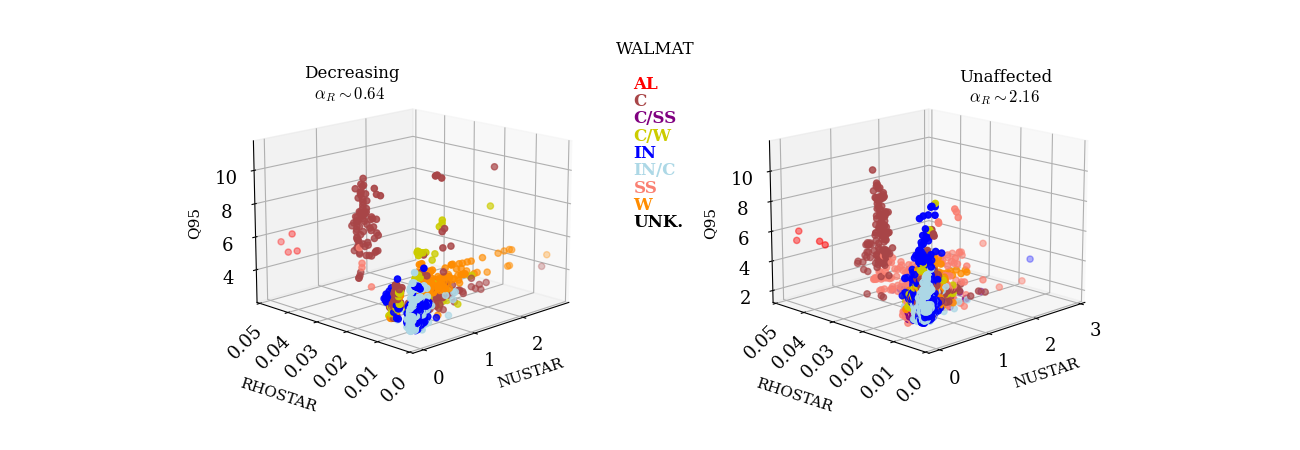 WALMAT
Decreasing
α_R ∼ 0.64
Unaffected
α_R ∼ 2.16
AL
C
C/SS
C/W
IN
IN/C
SS
W
UNK.
10
8
6
4
Q95
0.05
0.04
0.03
0.02
0.01
0.0
RHOSTAR
0
1
2
NUSTAR
10
8
6
4
2
Q95
0.05
0.04
0.03
0.02
0.01
0.0
RHOSTAR
0
1
2
3
NUSTAR